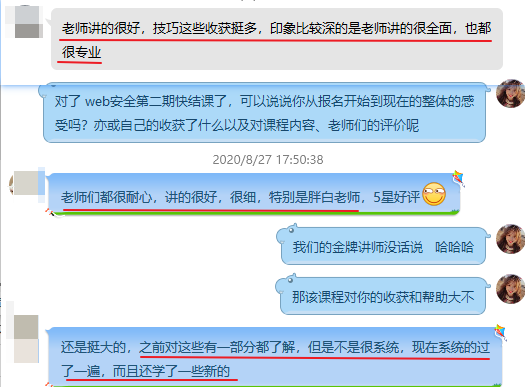 老师讲的很好，技巧这些收获挺多，印象比较深的是老师讲的很全面，也都
很专业
对了 web安全第二期快结课了，可以说说你从报名开始到现在的整体的感
受吗？亦或自己的收获了什么以及对课程内容、老师们的评价呢
2020/8/27 17:50:38
老师们都很耐心，讲的很好，很细，特别是胖白老师，5星好评
我们的金牌讲师没话说 哈哈哈
那该课程对你的收获和帮助大不
还是挺大的，之前对这些有一部分都了解，但是不是很系统，现在系统的过
了一遍，而且还学了一些新的